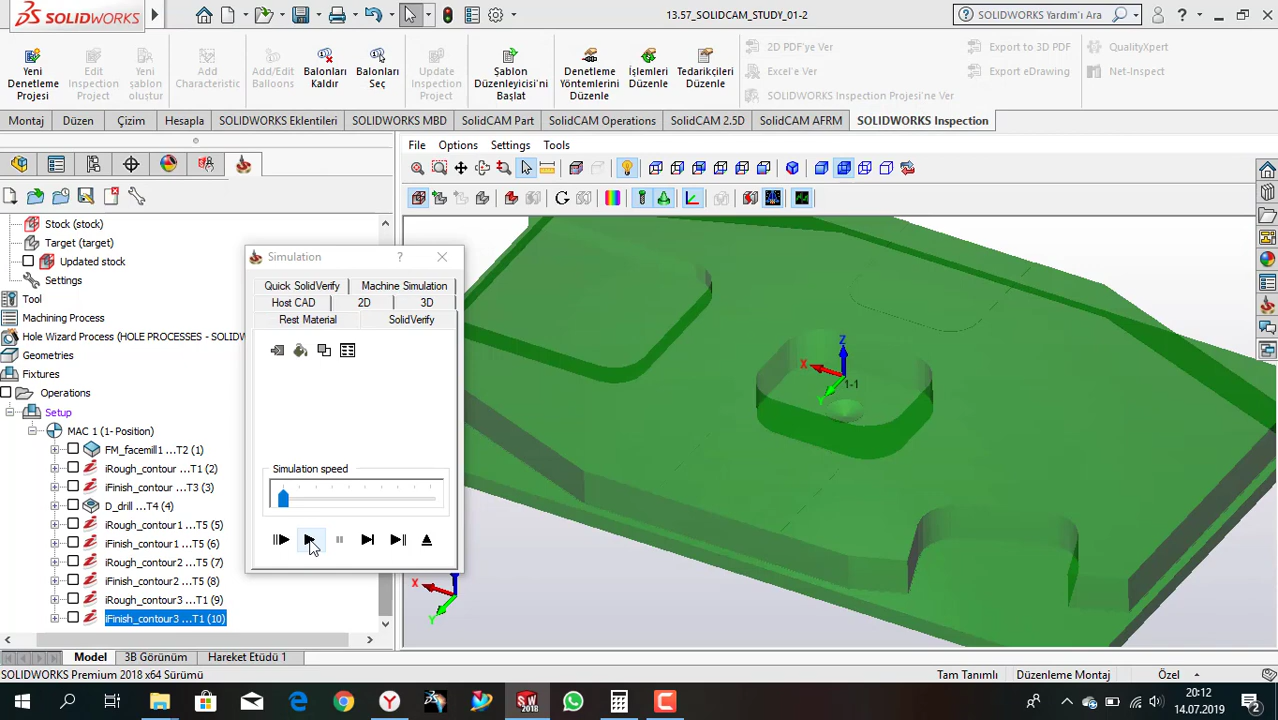 SOLIDWORKS
13.57_SOLIDCAM_STUDY_01-2
SOLIDWORKS Yardım'ı Ara
Yeni Denetleme Projesi
Edit Inspection Project
Yeni şablon oluştur
Add Characteristic
Add/Edit Balloons
Balonları Kaldır
Balonları Seç
Update Inspection Project
Şablon Düzenleyicisi'ni Başlat
Denetleme Yöntemlerini Düzenle
İşlemleri Düzenle
Tedarikçileri Düzenle
2D PDF'ye Ver
Excel'e Ver
SOLIDWORKS Inspection Projesi'ne Ver
Export to 3D PDF
Export eDrawing
QualityXpert
Net-Inspect
Montaj
Düzen
Çizim
Hesapla
SOLIDWORKS Eklentileri
SOLIDWORKS MBD
SolidCAM Part
SolidCAM Operations
SolidCAM 2.5D
SolidCAM AFRM
SOLIDWORKS Inspection
File
Options
Settings
Tools
Stock (stock)
Target (target)
Updated stock
Settings
Tool
Machining Process
Hole Wizard Process (HOLE PROCESSES - SOLI
Geometries
Fixtures
Operations
Setup
MAC 1 (1- Position)
FM_facemill1 ...T2 (1)
iRough_contour ...T1 (2)
iFinish_contour ...T3 (3)
D_drill ...T4 (4)
iRough_contour1 ...T5 (5)
iFinish_contour1 ...T5 (6)
iRough_contour2 ...T5 (7)
iFinish_contour2 ...T5 (8)
iRough_contour3 ...T1 (9)
iFinish_contour3 ...T1 (10)
Simulation
?
Quick SolidVerify
Machine Simulation
Host CAD
2D
3D
Rest Material
SolidVerify
Simulation speed
Z
X
1-1
Y
X
Y
Model
3B Görünüm
Hareket Etüdü 1
SOLIDWORKS Premium 2018 x64 Sürümü
Tam Tanımlı
Düzenleme Montaj
Özel
20:12
14.07.2019
2